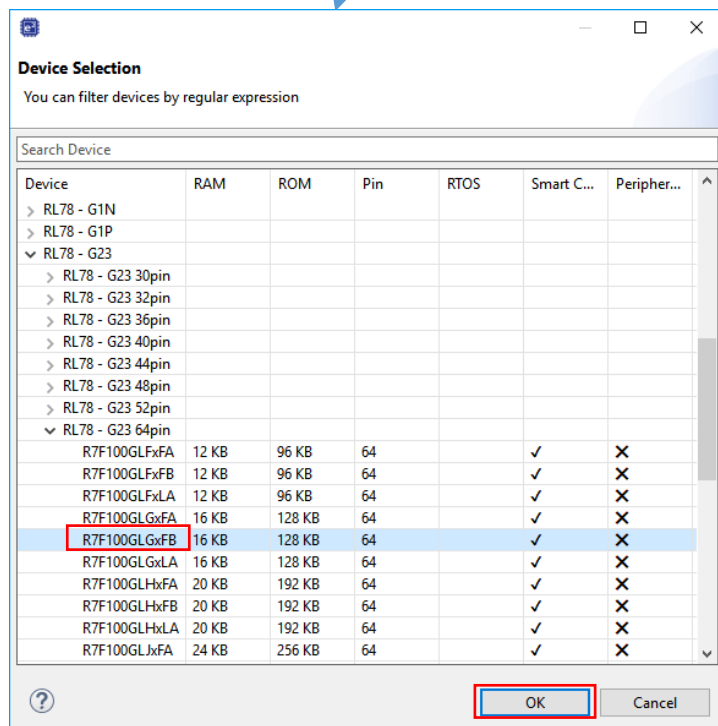 Device Selection
You can filter devices by regular expression
Search Device
Device RAM ROM Pin RTOS Smart C... Peripher...
RL78 - G1N
RL78 - G1P
RL78 - G23
RL78 - G23 30pin
RL78 - G23 32pin
RL78 - G23 36pin
RL78 - G23 40pin
RL78 - G23 44pin
RL78 - G23 48pin
RL78 - G23 52pin
RL78 - G23 64pin
R7F100GLFxFA 12 KB 96 KB 64 ✓ ✕
R7F100GLFxFB 12 KB 96 KB 64 ✓ ✕
R7F100GLFxLA 12 KB 96 KB 64 ✓ ✕
R7F100GLGxFA 16 KB 128 KB 64 ✓ ✕
R7F100GLGxFB 16 KB 128 KB 64 ✓ ✕
R7F100GLGxLA 16 KB 128 KB 64 ✓ ✕
R7F100GLHxFA 20 KB 192 KB 64 ✓ ✕
R7F100GLHxFB 20 KB 192 KB 64 ✓ ✕
R7F100GLHxLA 20 KB 192 KB 64 ✓ ✕
R7F100GLJxFA 24 KB 256 KB 64 ✓ ✕
? OK Cancel